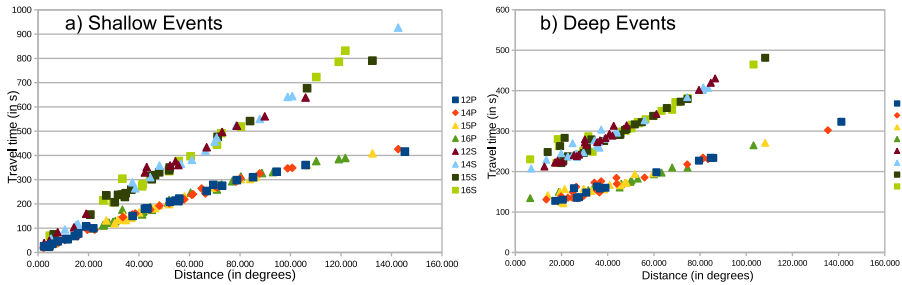 a) Shallow Events
1000
900
800
700
600
500
400
300
200
100
0
Travel time (in s)
0.000 20.000 40.000 60.000 80.000 100.000 120.000 140.000 160.000
Distance (in degrees)
12P
14P
15P
16P
12S
14S
15S
16S
b) Deep Events
600
500
400
300
200
100
0
Travel time (in s)
0.000 20.000 40.000 60.000 80.000 100.000 120.000 140.000 160.000
Distance (in degrees)